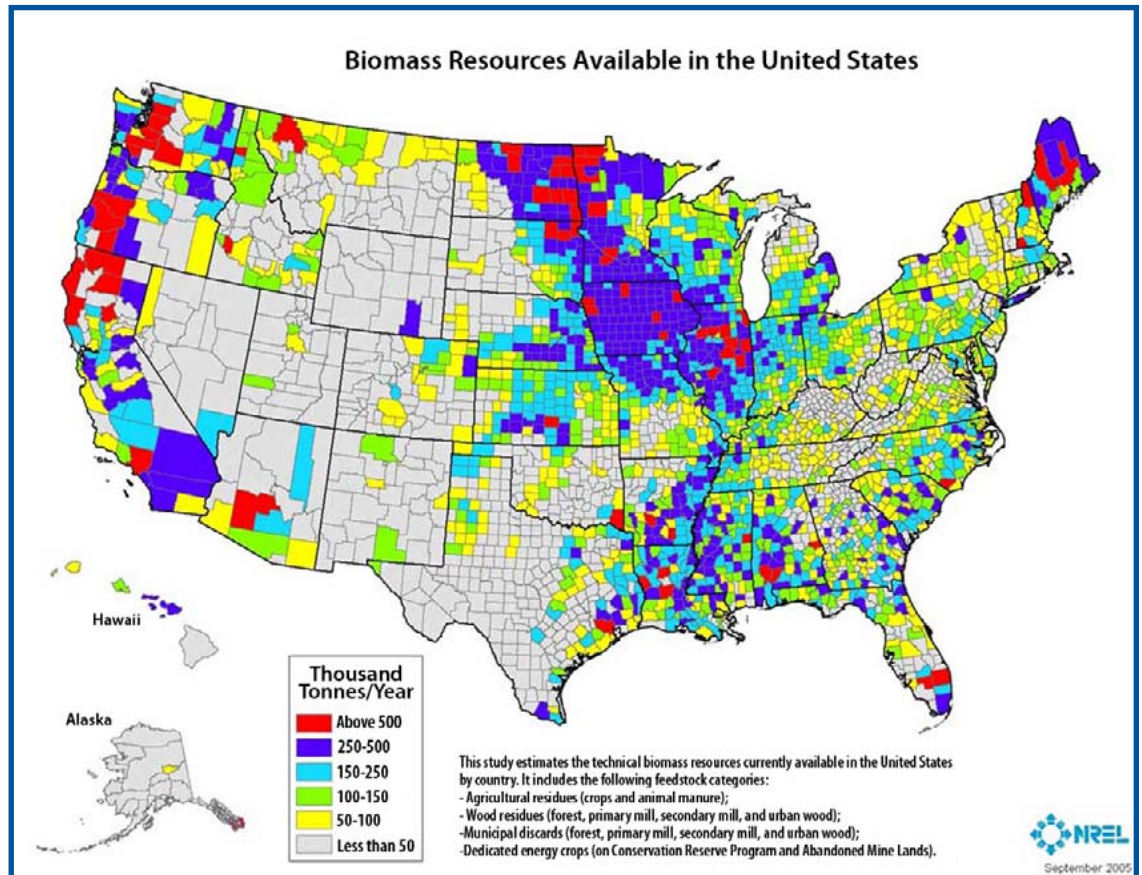 Biomass Resources Available in the United States
Hawaii
Alaska
Thousand
Tonnes/Year
Above 500
250-500
150-250
100-150
50-100
Less than 50
This study estimates the technical biomass resources currently available in the United States
by country. It includes the following feedstock categories:
- Agricultural residues (crops and animal manure);
- Wood residues (forest, primary mill, secondary mill, and urban wood);
-Municipal discards (forest, primary mill, secondary mill, and urban wood);
-Dedicated energy crops (on Conservation Reserve Program and Abandoned Mine Lands).
NREL
September 2005